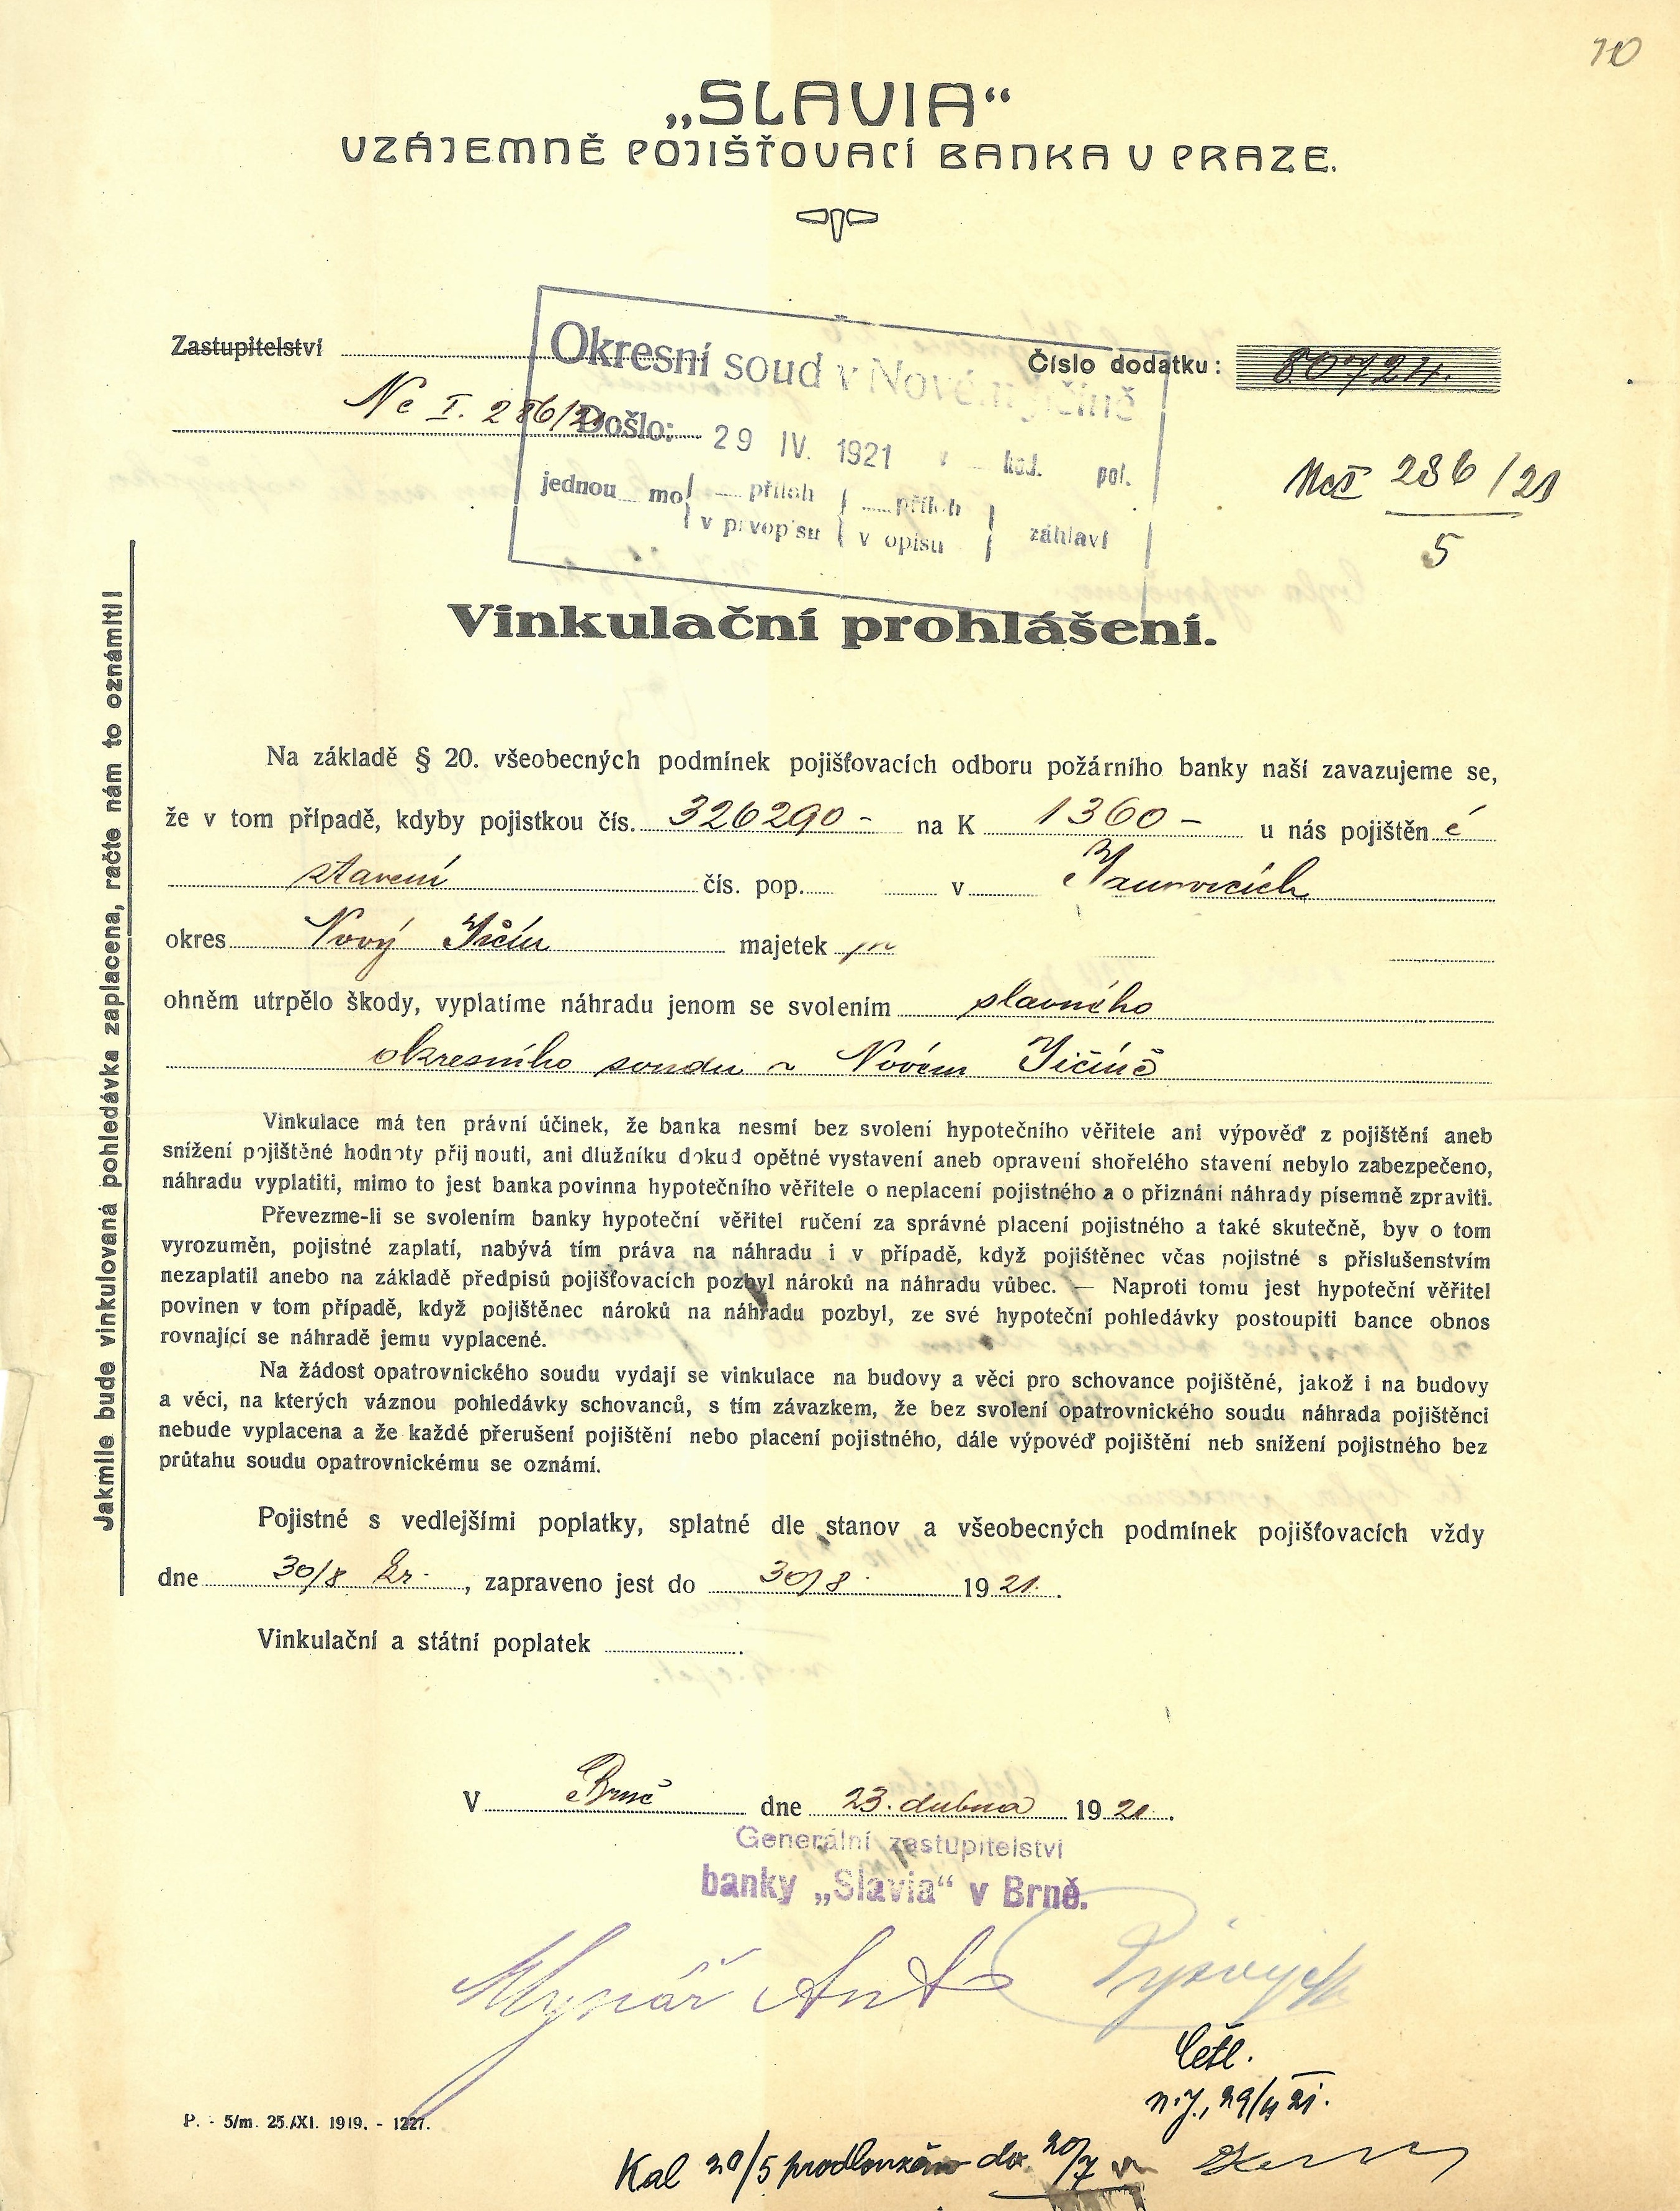 10
„SLAVIA“
VZÁJEMNĚ POJIŠŤOVACÍ BANKA V PRAZE.
Zastupitelství
Číslo dodatku: 80724.
Nc I. 286/21
Okresní soud v Novém Jičíně
Došlo: 29 IV. 1921 v hod. pol.
jednou mo příloh příloh
v prvop'su v opisu záhlaví
Nc I 286/21
5
Vinkulační prohlášení.
Jakmile bude vinkulovaná pohledávka zaplacena, račte nám to oznámiti!
Na základě § 20. všeobecných podmínek pojišťovacích odboru požárního banky naší zavazujeme se,
že v tom případě, kdyby pojistkou čís. 326290 - na K 1360 - u nás pojištěn é
stavení čís. pop. v
okres Nový Jičín majetek
ohněm utrpělo škody, vyplatíme náhradu jenom se svolením slavného
okresního soudu v Novém Jičíně
Vinkulace má ten právní účinek, že banka nesmí bez svolení hypotečního věřitele ani výpověď z pojištění aneb
snížení pojištěné hodnoty přijnouti, ani dlužníku dokud opětné vystavení aneb opravení shořelého stavení nebylo zabezpečeno,
náhradu vyplatiti, mimo to jest banka povinna hypotečního věřitele o neplacení pojistného a o přiznání náhrady písemně zpraviti.
Převezme-li se svolením banky hypoteční věřitel ručení za správné placení pojistného a také skutečně, byv o tom
vyrozuměn, pojistné zaplatí, nabývá tím práva na náhradu i v případě, když pojištěnec včas pojistné s příslušenstvím
nezaplatil anebo na základě předpisů pojišťovacích pozbyl nároků na náhradu vůbec. — Naproti tomu jest hypoteční věřitel
povinen v tom případě, když pojištěnec nároků na náhradu pozbyl, ze své hypoteční pohledávky postoupiti bance obnos
rovnající se náhradě jemu vyplacené.
Na žádost opatrovnického soudu vydají se vinkulace na budovy a věci pro schovance pojištěné, jakož i na budovy
a věci, na kterých váznou pohledávky schovanců, s tím závazkem, že bez svolení opatrovnického soudu náhrada pojištěnci
nebude vyplacena a že každé přerušení pojištění nebo placení pojistného, dále výpověď pojištění neb snížení pojistného bez
průtahu soudu opatrovnickému se oznámí.
Pojistné s vedlejšími poplatky, splatné dle stanov a všeobecných podmínek pojišťovacích vždy
dne 30/8 , zapraveno jest do 30/8 1921.
Vinkulační a státní poplatek
V Brně dne 23. dubna 1921.
Generální zastupitelství
banky „Slavia“ v Brně.
Mynář Ant
Četl.
n. J., 29/4 21.
P. - 5/m. 25./XI. 1919. - 1227.
Kal 20/5 prodlouženo do 20/7